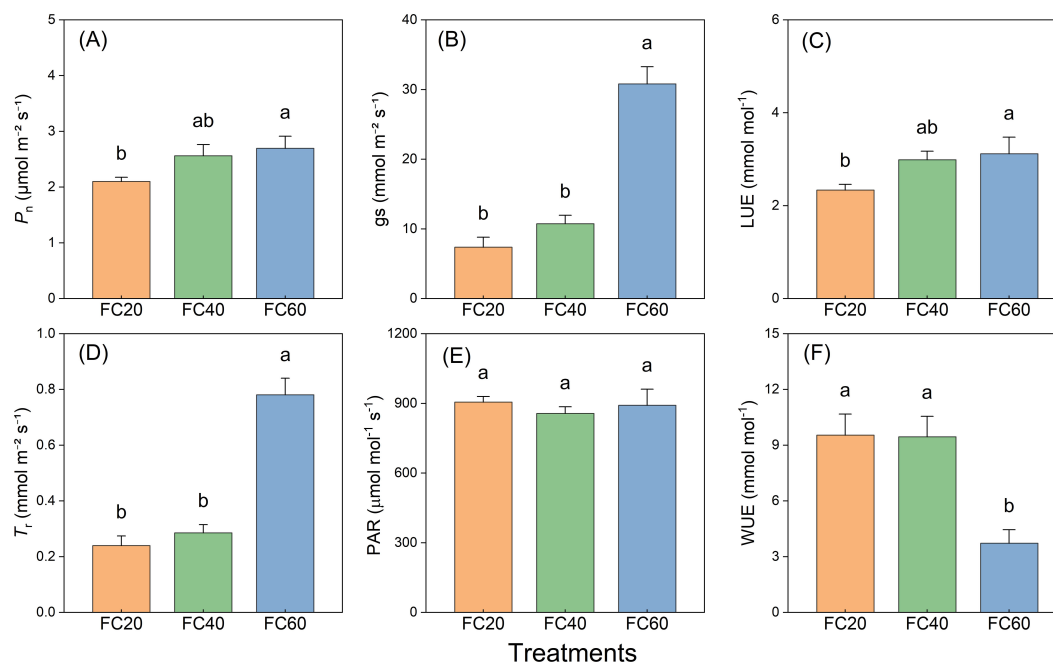 (A)
5
4
3
2
1
0
Pn (μmol m⁻² s⁻¹)
b
ab
a
FC20 FC40 FC60
(B)
40
30
20
10
0
gs (mmol m⁻² s⁻¹)
b
b
a
FC20 FC40 FC60
(C)
6
4
2
0
LUE (mmol mol⁻¹)
b
ab
a
FC20 FC40 FC60
(D)
1.0
0.8
0.6
0.4
0.2
0.0
Tr (mmol m⁻² s⁻¹)
b
b
a
FC20 FC40 FC60
(E)
1200
900
600
300
0
PAR (μmol mol⁻¹ s⁻¹)
a
a
a
FC20 FC40 FC60
(F)
15
12
9
6
3
0
WUE (mmol mol⁻¹)
a
a
b
FC20 FC40 FC60
Treatments